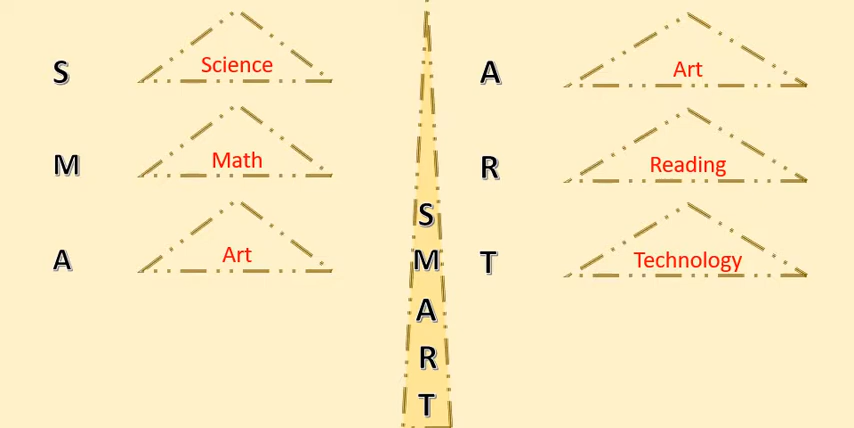 S Science
M Math
A Art
S
M
A
R
T
A Art
R Reading
T Technology